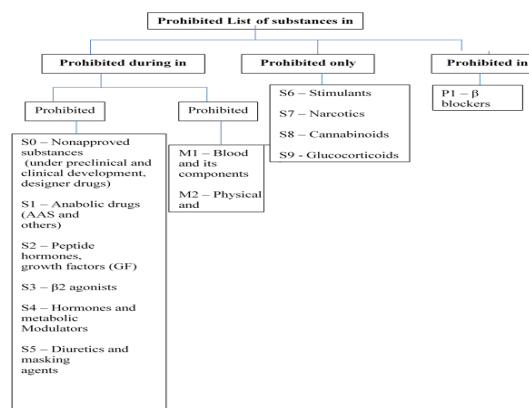 Prohibited List of substances in
Prohibited during in
Prohibited only
Prohibited in
Prohibited
Prohibited
S0 – Nonapproved
substances
(under preclinical and
clinical development,
designer drugs)
S1 – Anabolic drugs
(AAS and
others)
S2 – Peptide
hormones,
growth factors (GF)
S3 – β2 agonists
S4 – Hormones and
metabolic
Modulators
S5 – Diuretics and
masking
agents
M1 – Blood
and its
components
M2 – Physical
and
S6 – Stimulants
S7 – Narcotics
S8 – Cannabinoids
S9 - Glucocorticoids
P1 – β
blockers